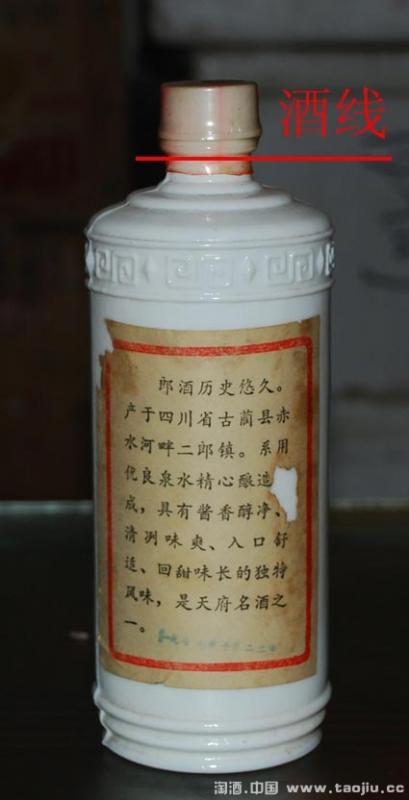 酒线
郎酒历史悠久。
产于四川省古蔺县赤
水河畔二郎镇。系用
优良泉水精心酿造
成，具有酱香醇净、
清冽味爽、入口舒
适、回甜味长的独特
风味，是天府名酒之
一。
淘酒.中国 www.taojiu.cc